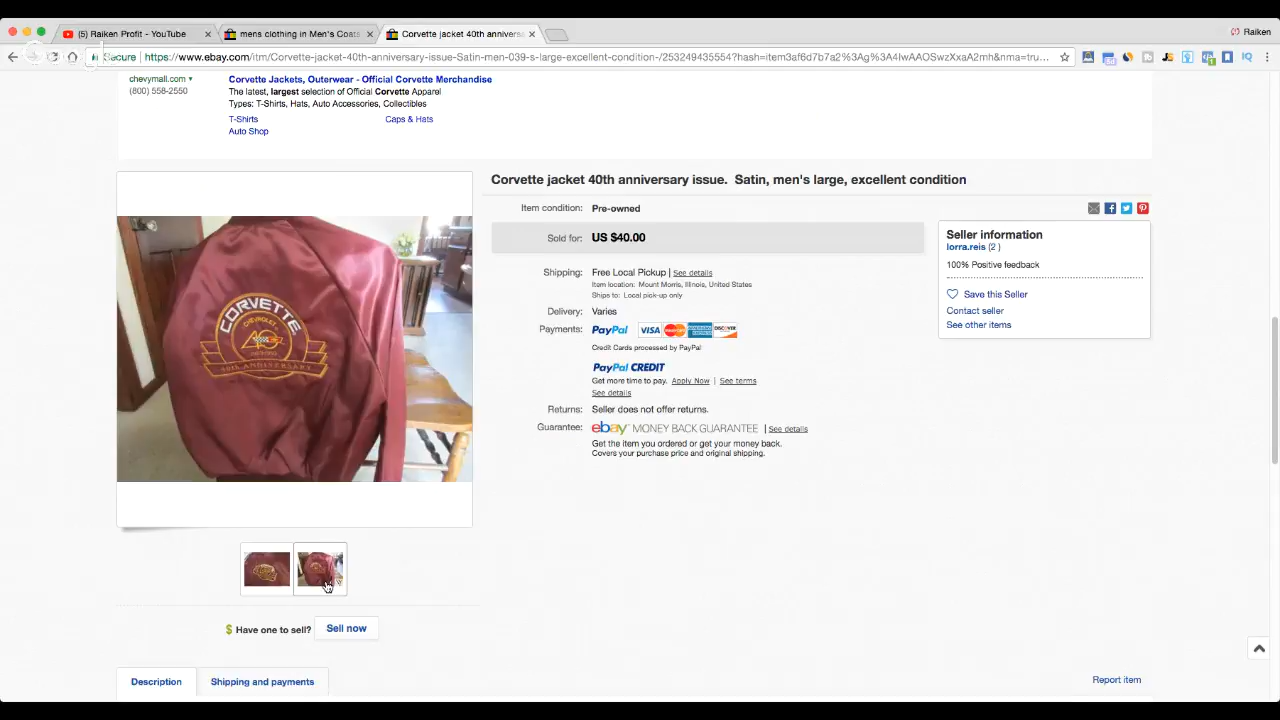 (5) Raiken Profit - YouTube
mens clothing in Men's Coats
Corvette jacket 40th annivers
Raiken
Secure https://www.ebay.com/itm/Corvette-jacket-40th-anniversary-issue-Satin-men-039-s-large-excellent-condition-/253249435554?hash=item3af6d7b7a2%3Ag%3A4IwAAOSwzXxaA2mh&nma=tru...
chevymall.com
(800) 558-2550
Corvette Jackets, Outerwear - Official Corvette Merchandise
The latest, largest selection of Official Corvette Apparel
Types: T-Shirts, Hats, Auto Accessories, Collectibles
T-Shirts Caps & Hats
Auto Shop
Corvette jacket 40th anniversary issue. Satin, men's large, excellent condition
Item condition: Pre-owned
Sold for: US $40.00
Shipping: Free Local Pickup | See details
Item location: Mount Morris, Illinois, United States
Ships to: Local pick-up only
Delivery: Varies
Payments: PayPal VISA DISCOVER
Credit Cards processed by PayPal
PayPal CREDIT
Get more time to pay. Apply Now | See terms
See details
Returns: Seller does not offer returns.
Guarantee: ebay MONEY BACK GUARANTEE | See details
Get the item you ordered or get your money back.
Covers your purchase price and original shipping.
Seller information
lorra.reis (2 )
100% Positive feedback
Save this Seller
Contact seller
See other items
CORVETTE
CHEVROLET
40TH ANNIVERSARY
$ Have one to sell? Sell now
Description Shipping and payments
Report item